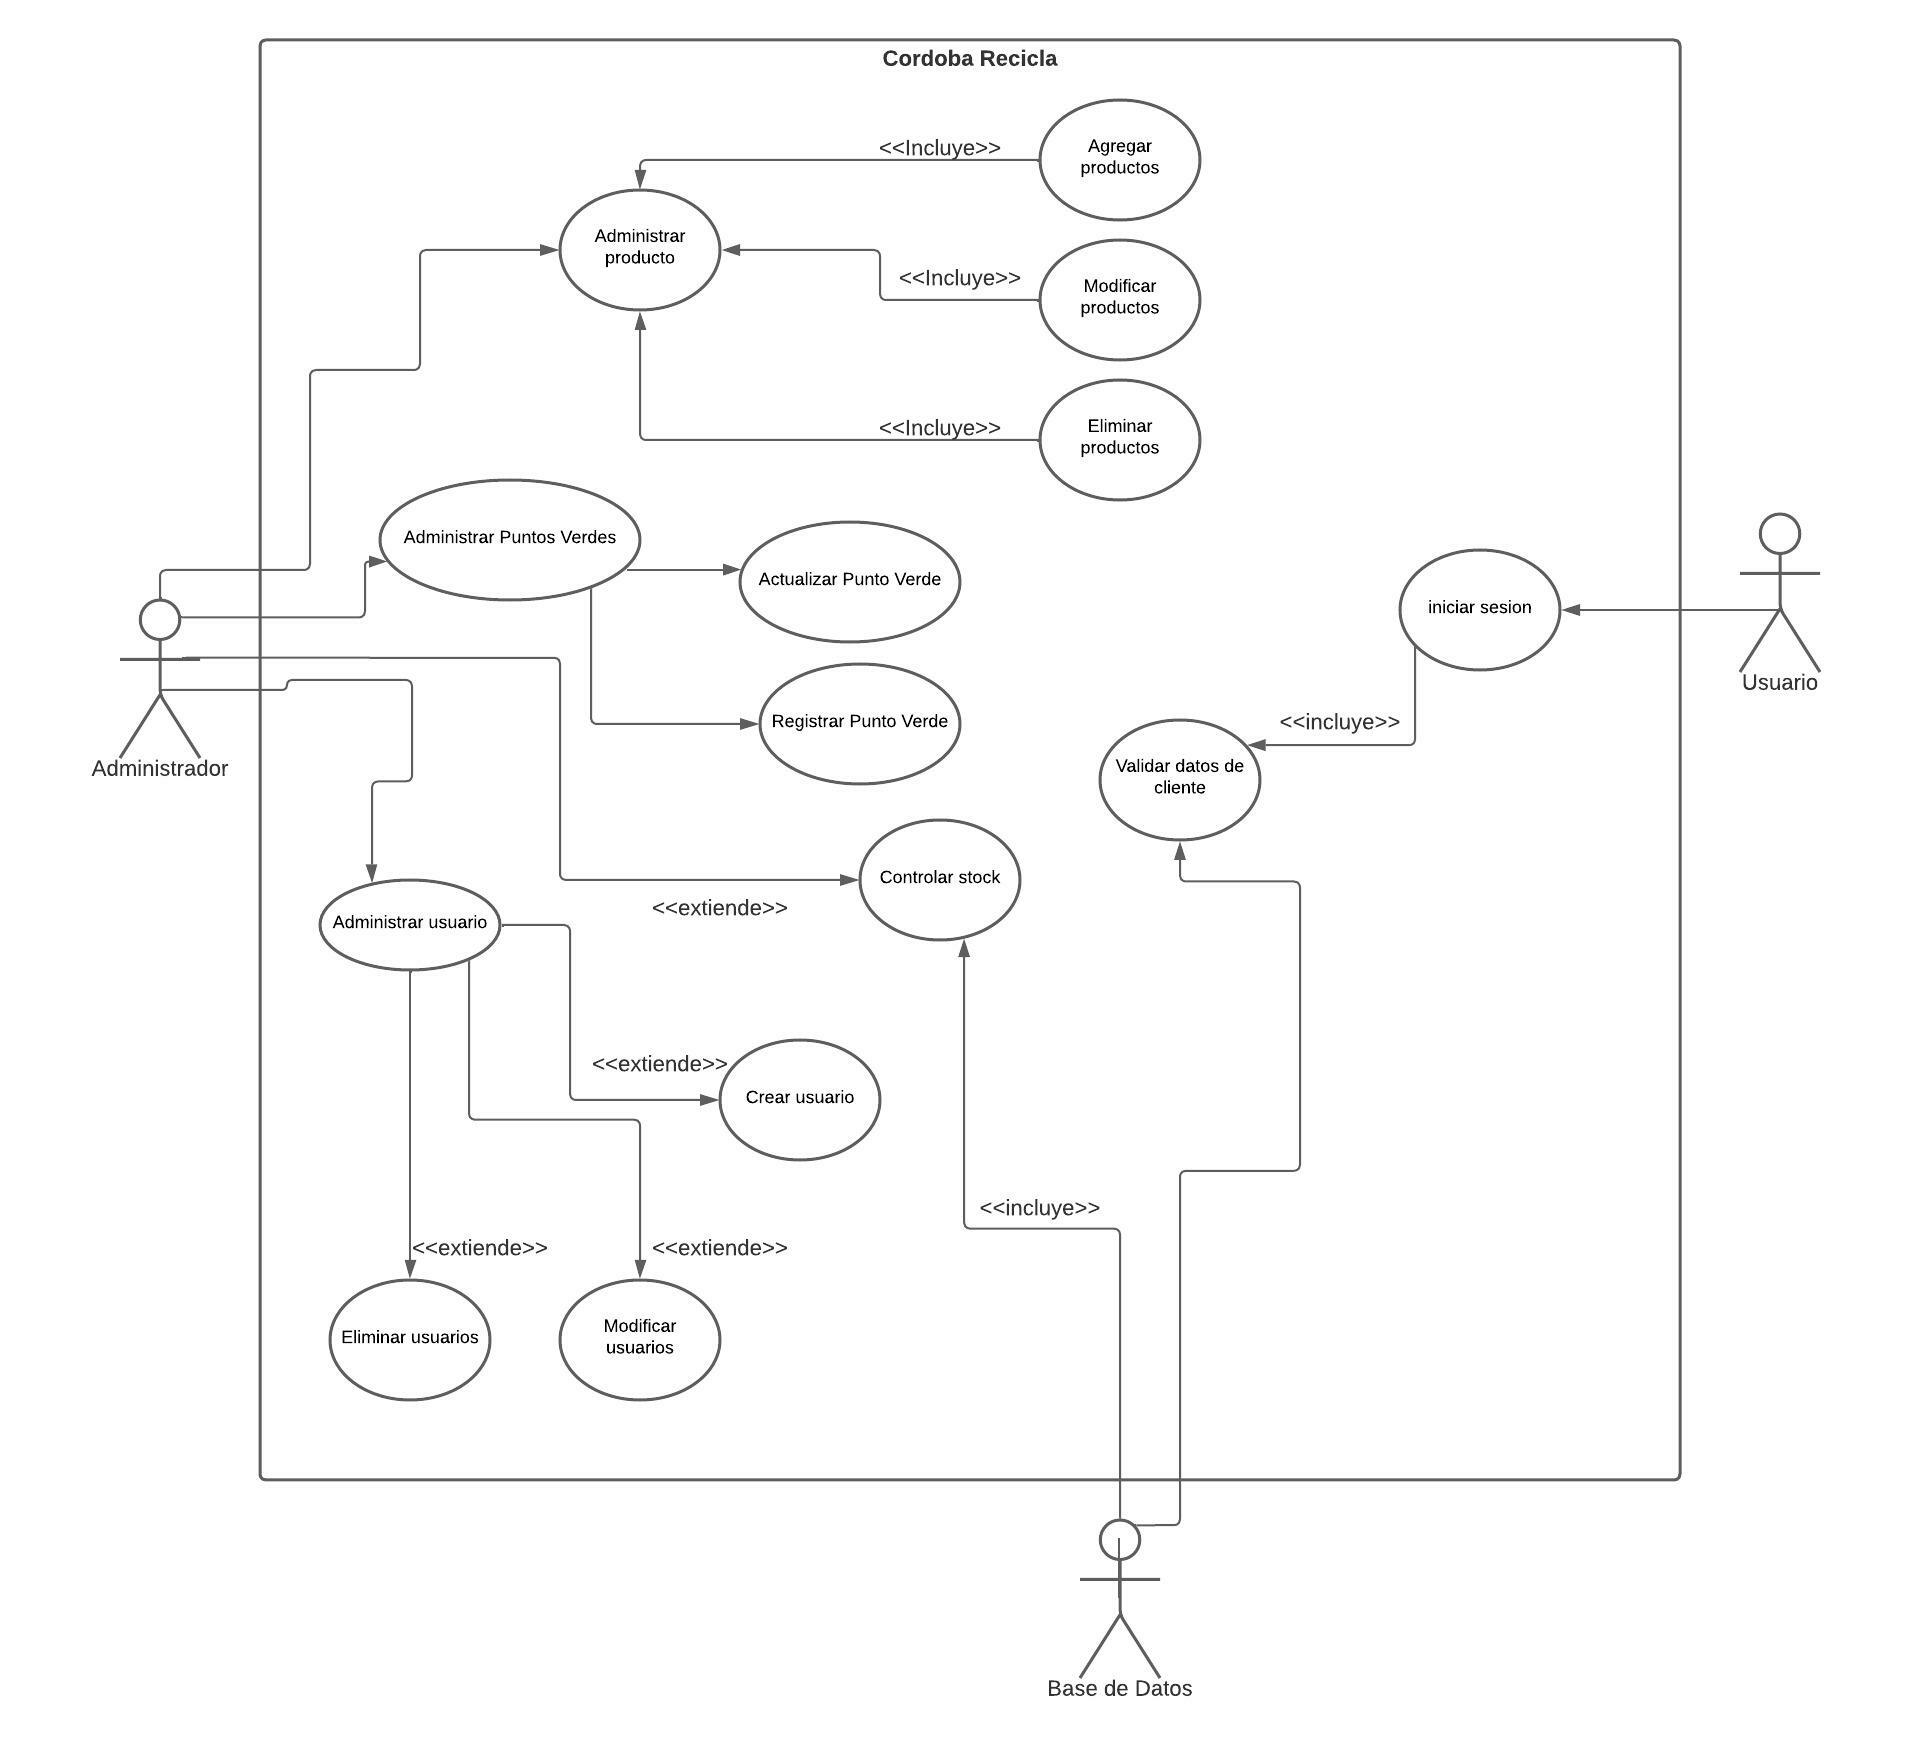 Cordoba Recicla
<<Incluye>>
Agregar
productos
Administrar
producto
<<Incluye>>
Modificar
productos
<<Incluye>>
Eliminar
productos
Administrar Puntos Verdes
Actualizar Punto Verde
iniciar sesion
Usuario
Registrar Punto Verde
<<incluye>>
Administrador
Validar datos de
cliente
Controlar stock
<<extiende>>
Administrar usuario
<<extiende>>
Crear usuario
<<incluye>>
<<extiende>>
<<extiende>>
Eliminar usuarios
Modificar
usuarios
Base de Datos